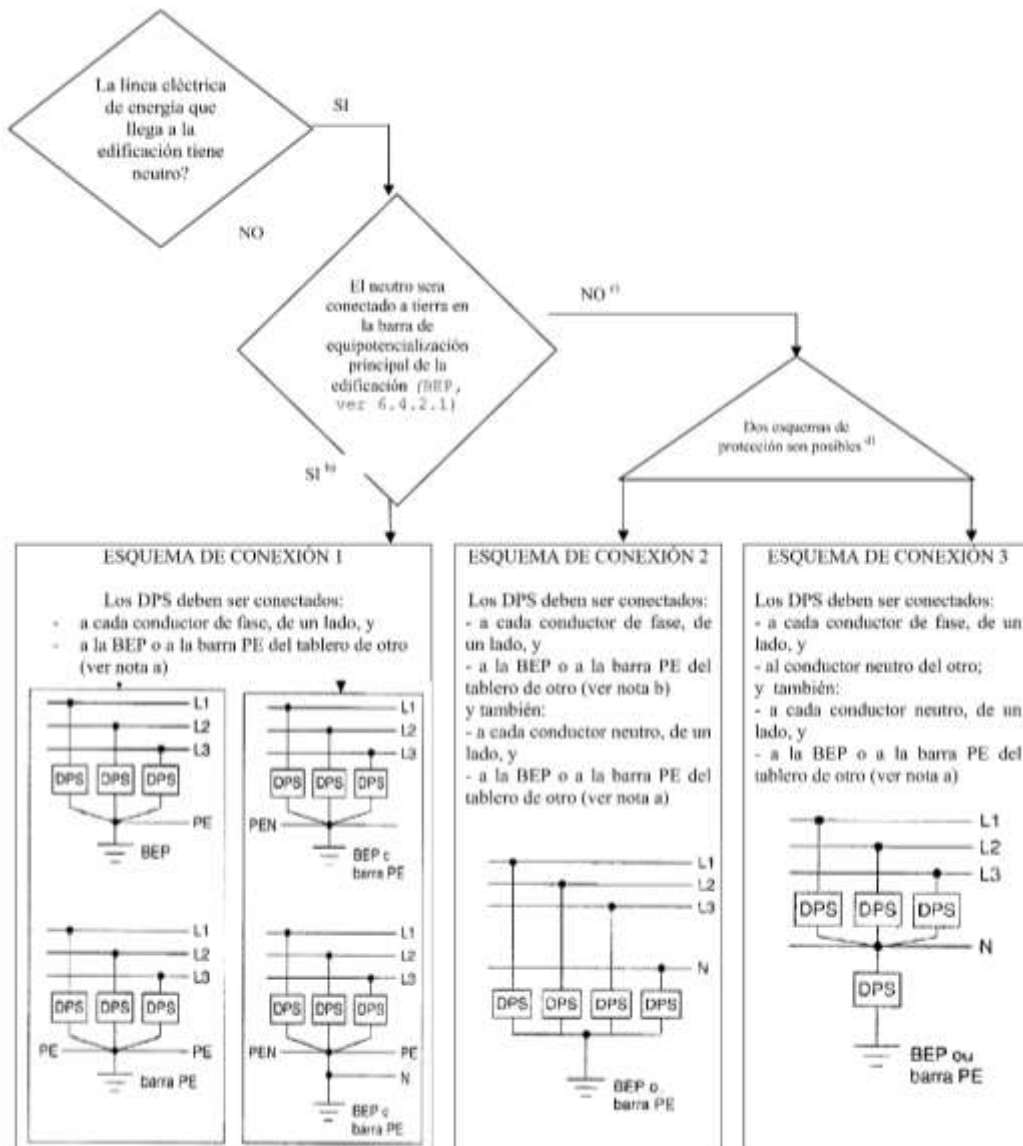 La línea eléctrica
de energía que
llega a la
edificación tiene
neutro?
SI
NO
El neutro sera
conectado a tierra en
la barra de
equipotencialización
principal de la
edificación (BEP,
ver 6.4.2.1)
NO c)
SI b)
Dos esquemas de
protección son posibles d)
ESQUEMA DE CONEXIÓN 1
Los DPS deben ser conectados:
- a cada conductor de fase, de un lado, y
- a la BEP o a la barra PE del tablero de otro
(ver nota a)
L1
L2
L3
DPS DPS DPS
PE
BEP
L1
L2
L3
DPS DPS DPS
PEN
BEP c
barra PE
L1
L2
L3
DPS DPS DPS
PE PE
barra PE
L1
L2
L3
DPS DPS DPS
PEN PE
N
BEP c
barra PE
ESQUEMA DE CONEXIÓN 2
Los DPS deben ser conectados:
- a cada conductor de fase, de
un lado, y
- a la BEP o a la barra PE del
tablero de otro (ver nota b)
y también:
- a cada conductor neutro, de un
lado, y
- a la BEP o a la barra PE del
tablero de otro (ver nota a)
L1
L2
L3
N
DPS DPS DPS DPS
BEP o.
barra PE
ESQUEMA DE CONEXIÓN 3
Los DPS deben ser conectados:
- a cada conductor de fase, de un
lado, y
- al conductor neutro del otro;
y también:
- a cada conductor neutro, de un
lado, y
- a la BEP o a la barra PE del
tablero de otro (ver nota a)
L1
L2
L3
DPS DPS DPS
N
DPS
BEP ou
barra PE